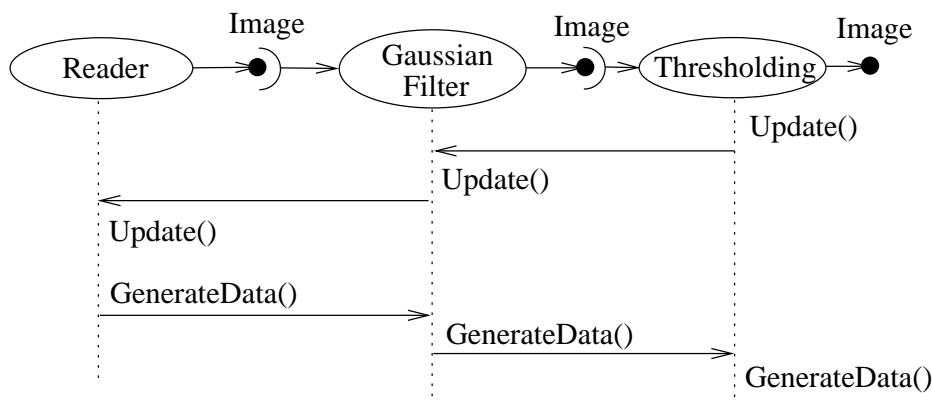 Image
Image
Image
Reader
Gaussian
Filter
Thresholding
Update()
Update()
Update()
GenerateData()
GenerateData()
GenerateData()